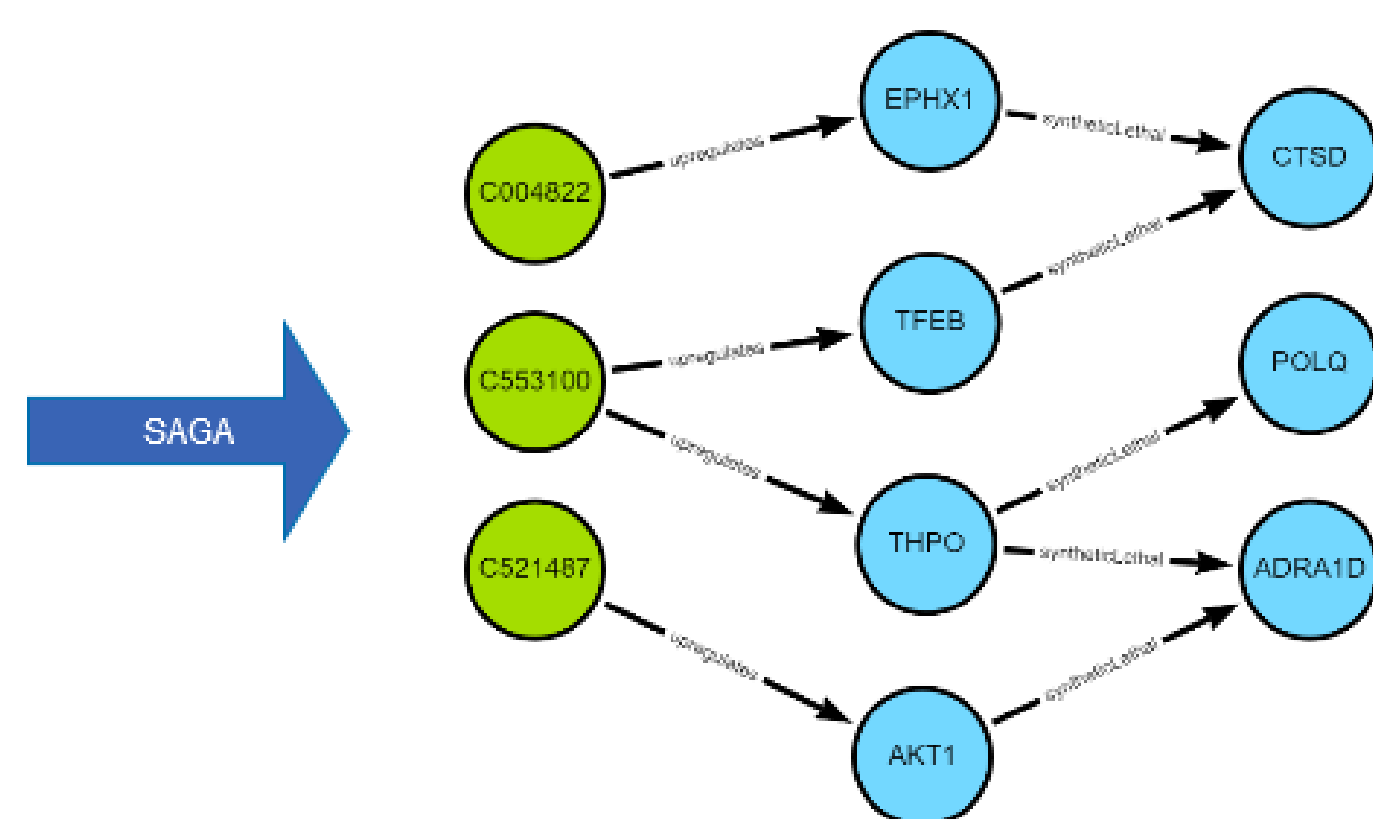 EPHX1
upregulates
syntheticLethal
CTSD
C004822
syntheticLethal
TFEB
upregulates
C553100
POLQ
SAGA
upregulates
syntheticLethal
THPO
syntheticLethal
C521487
ADRA1D
upregulates
syntheticLethal
AKT1